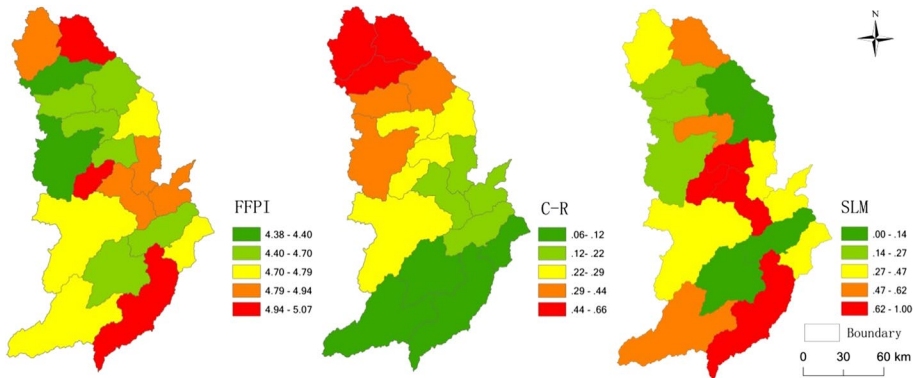 N
FFPI
4.38 - 4.40
4.40 - 4.70
4.70 - 4.79
4.79 - 4.94
4.94 - 5.07
C-R
.06- .12
.12- .22
.22- .29
.29- .44
.44- .66
SLM
.00 - .14
.14 - .27
.27 - .47
.47 - .62
.62 - 1.00
Boundary
0 30 60 km